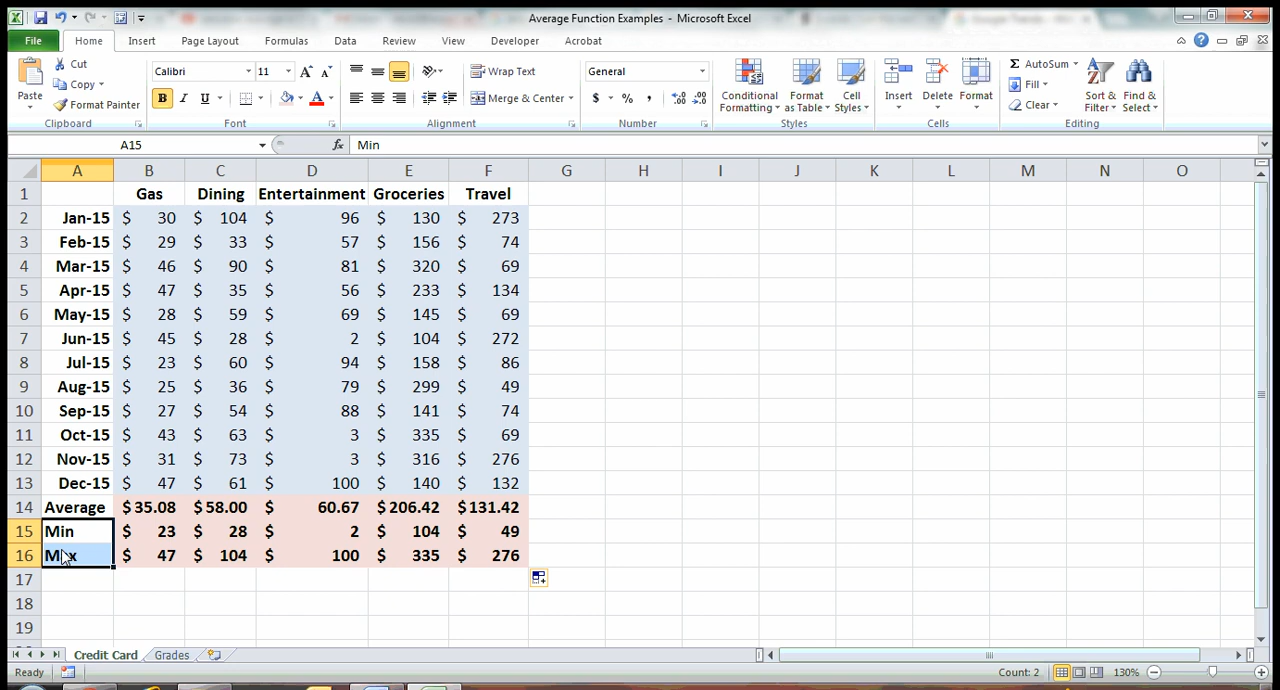 Average Function Examples - Microsoft Excel
File Home Insert Page Layout Formulas Data Review View Developer Acrobat
Paste
Cut
Copy
Format Painter
Clipboard
Calibri 11
B I U
Font
Wrap Text
Merge & Center
Alignment
General
$ % ,
Number
Conditional Formatting
Format as Table
Cell Styles
Styles
Insert Delete Format
Cells
Σ AutoSum
Fill
Clear
Sort & Filter
Find & Select
Editing
A15 fx Min
A B C D E F G H I J K L M N O
1 Gas Dining Entertainment Groceries Travel
2 Jan-15 $ 30 $ 104 $ 96 $ 130 $ 273
3 Feb-15 $ 29 $ 33 $ 57 $ 156 $ 74
4 Mar-15 $ 46 $ 90 $ 81 $ 320 $ 69
5 Apr-15 $ 47 $ 35 $ 56 $ 233 $ 134
6 May-15 $ 28 $ 59 $ 69 $ 145 $ 69
7 Jun-15 $ 45 $ 28 $ 2 $ 104 $ 272
8 Jul-15 $ 23 $ 60 $ 94 $ 158 $ 86
9 Aug-15 $ 25 $ 36 $ 79 $ 299 $ 49
10 Sep-15 $ 27 $ 54 $ 88 $ 141 $ 74
11 Oct-15 $ 43 $ 63 $ 3 $ 335 $ 69
12 Nov-15 $ 31 $ 73 $ 3 $ 316 $ 276
13 Dec-15 $ 47 $ 61 $ 100 $ 140 $ 132
14 Average $ 35.08 $ 58.00 $ 60.67 $ 206.42 $ 131.42
15 Min $ 23 $ 28 $ 2 $ 104 $ 49
16 Max $ 47 $ 104 $ 100 $ 335 $ 276
17
18
19
Credit Card Grades
Ready Count: 2 130%